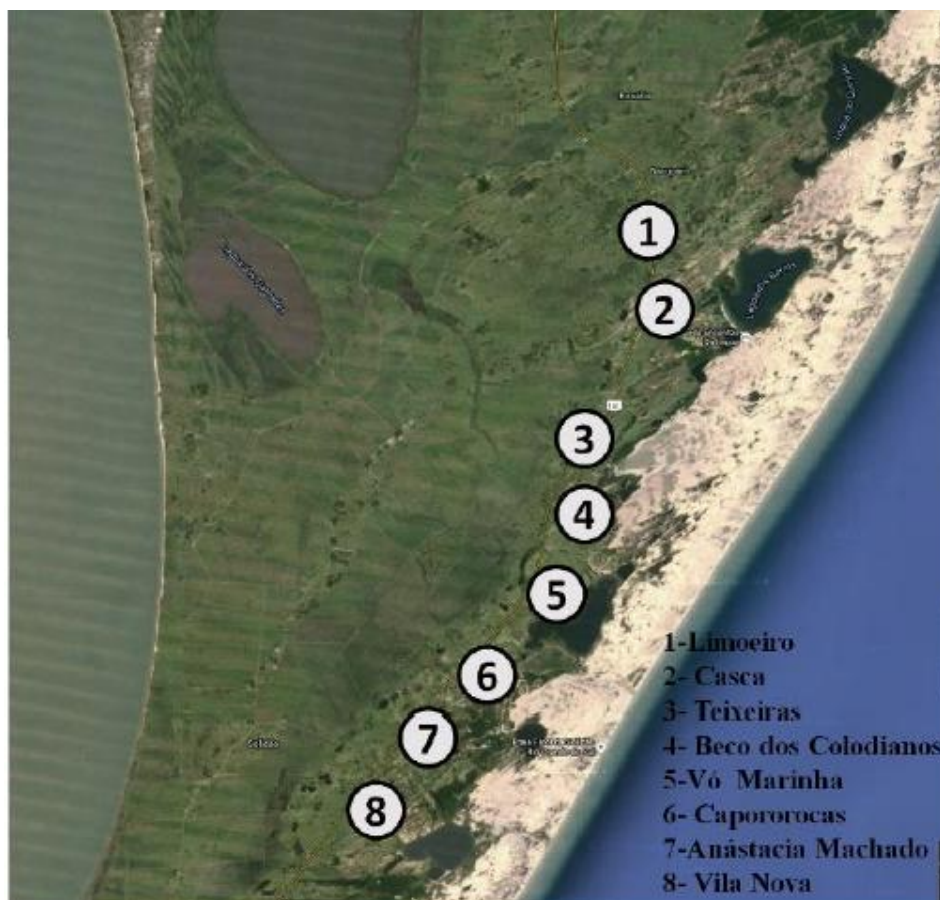 1
2
3
4
5
6
7
8
1-Limoeiro
2- Casca
3- Teixeiras
4- Beco dos Colodianos
5-Vó Marinha
6- Capororocas
7-Anástacia Machado
8- Vila Nova